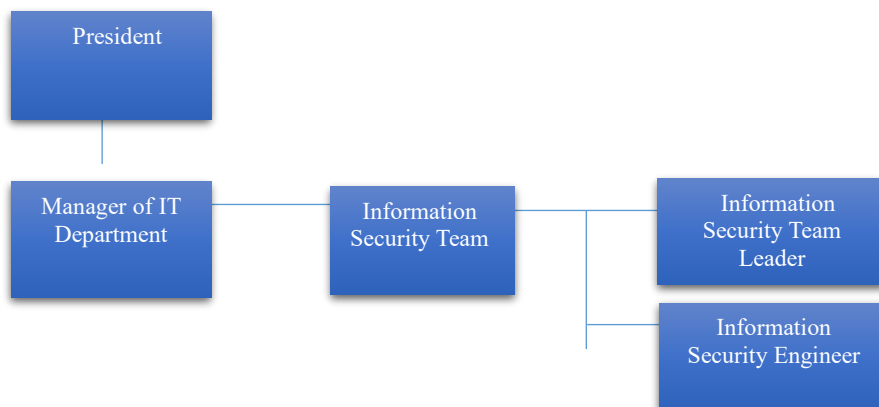 President
Manager of IT
Department
Information
Security Team
Information
Security Team
Leader
Information
Security Engineer